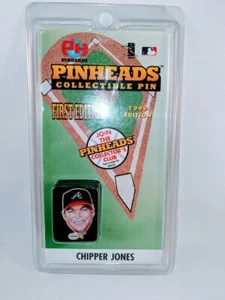 PH
PINHEADS
PINHEADS
COLLECTIBLE PIN
FIRST EDITION
1999
EDITION
JOIN
THE
PINHEADS
COLLECTOR'S
CLUB
CHIPPER JONES